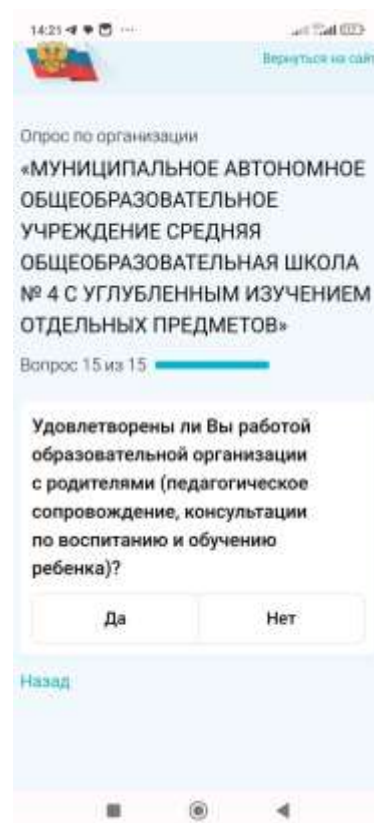 14:21
Вернуться на сайт
Опрос по организации
«МУНИЦИПАЛЬНОЕ АВТОНОМНОЕ
ОБЩЕОБРАЗОВАТЕЛЬНОЕ
УЧРЕЖДЕНИЕ СРЕДНЯЯ
ОБЩЕОБРАЗОВАТЕЛЬНАЯ ШКОЛА
№ 4 С УГЛУБЛЕННЫМ ИЗУЧЕНИЕМ
ОТДЕЛЬНЫХ ПРЕДМЕТОВ»
Вопрос 15 из 15
Удовлетворены ли Вы работой
образовательной организации
с родителями (педагогическое
сопровождение, консультации
по воспитанию и обучению
ребенка)?
Да Нет
Назад